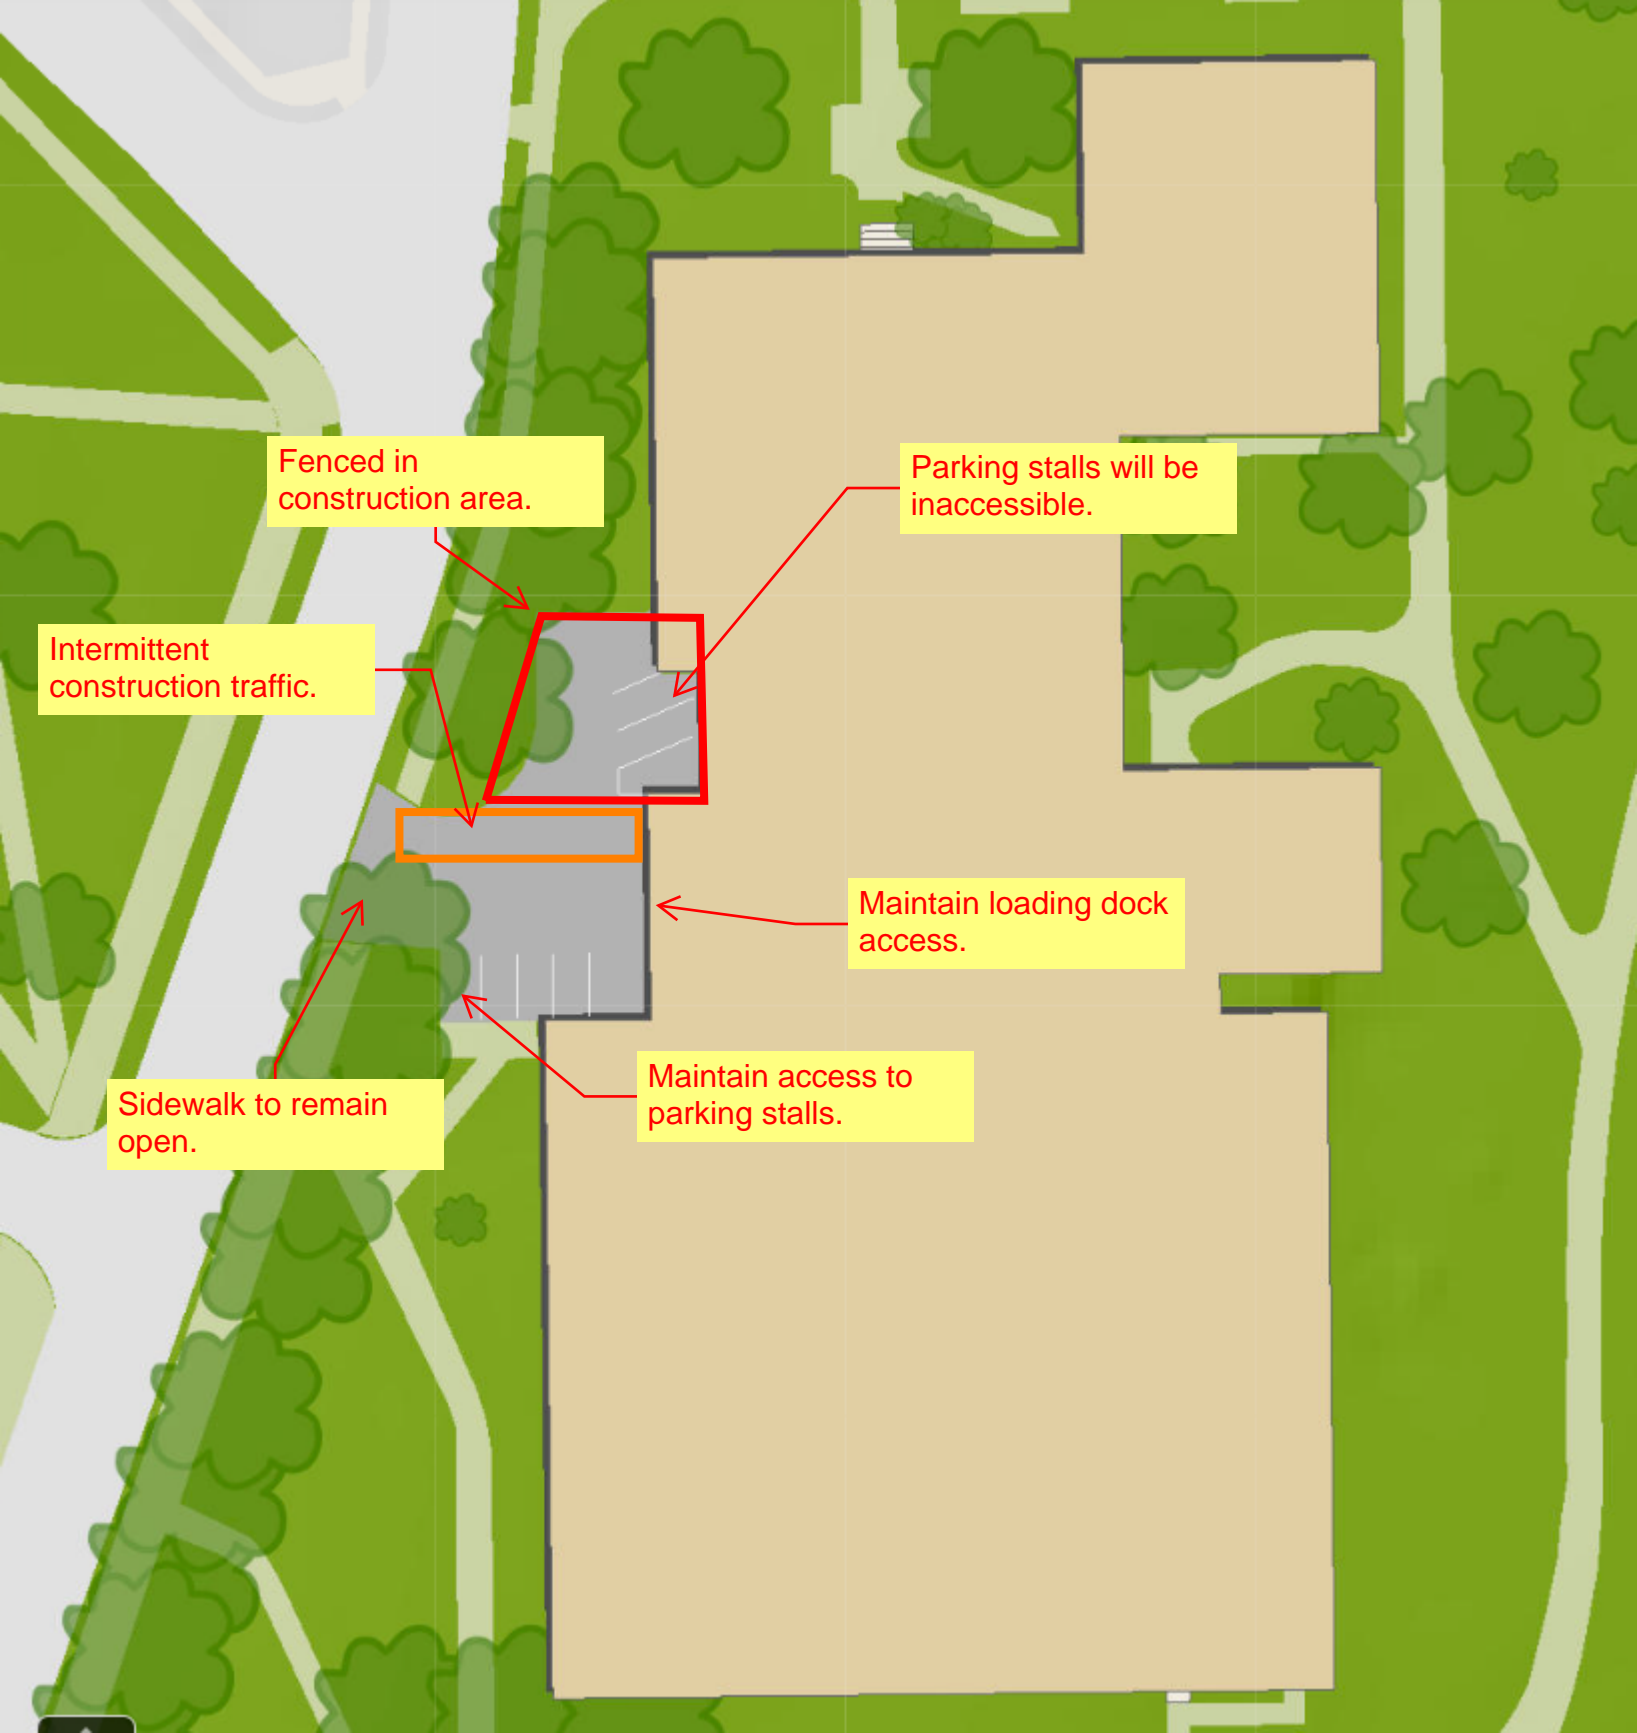 Fenced in
construction area.
Parking stalls will be
inaccessible.
Intermittent
construction traffic.
Maintain loading dock
access.
Maintain access to
parking stalls.
Sidewalk to remain
open.